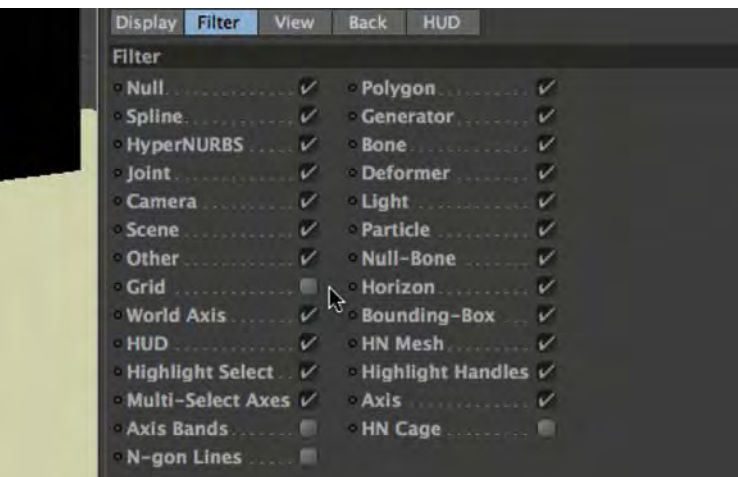 Display Filter View Back HUD
Filter
Null Polygon
Spline Generator
HyperNURBS Bone
Joint Deformer
Camera Light
Scene Particle
Other Null-Bone
Grid Horizon
World Axis Bounding-Box
HUD HN Mesh
Highlight Select Highlight Handles
Multi-Select Axes Axis
Axis Bands HN Cage
N-gon Lines